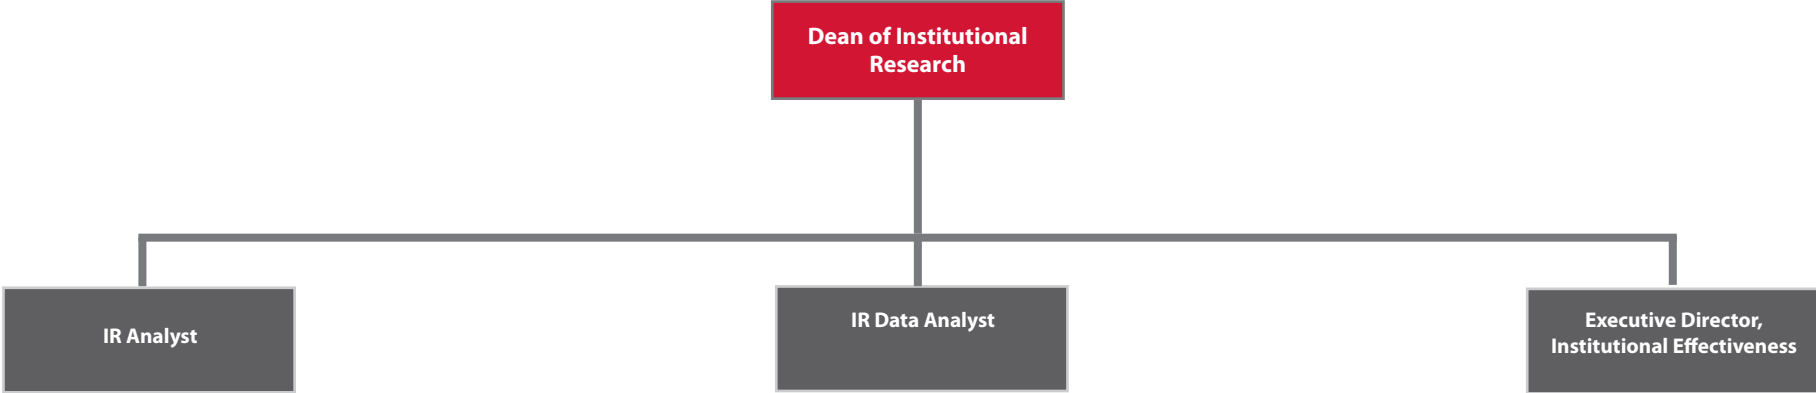 Dean of Institutional
Research
IR Analyst
IR Data Analyst
Executive Director,
Institutional Effectiveness